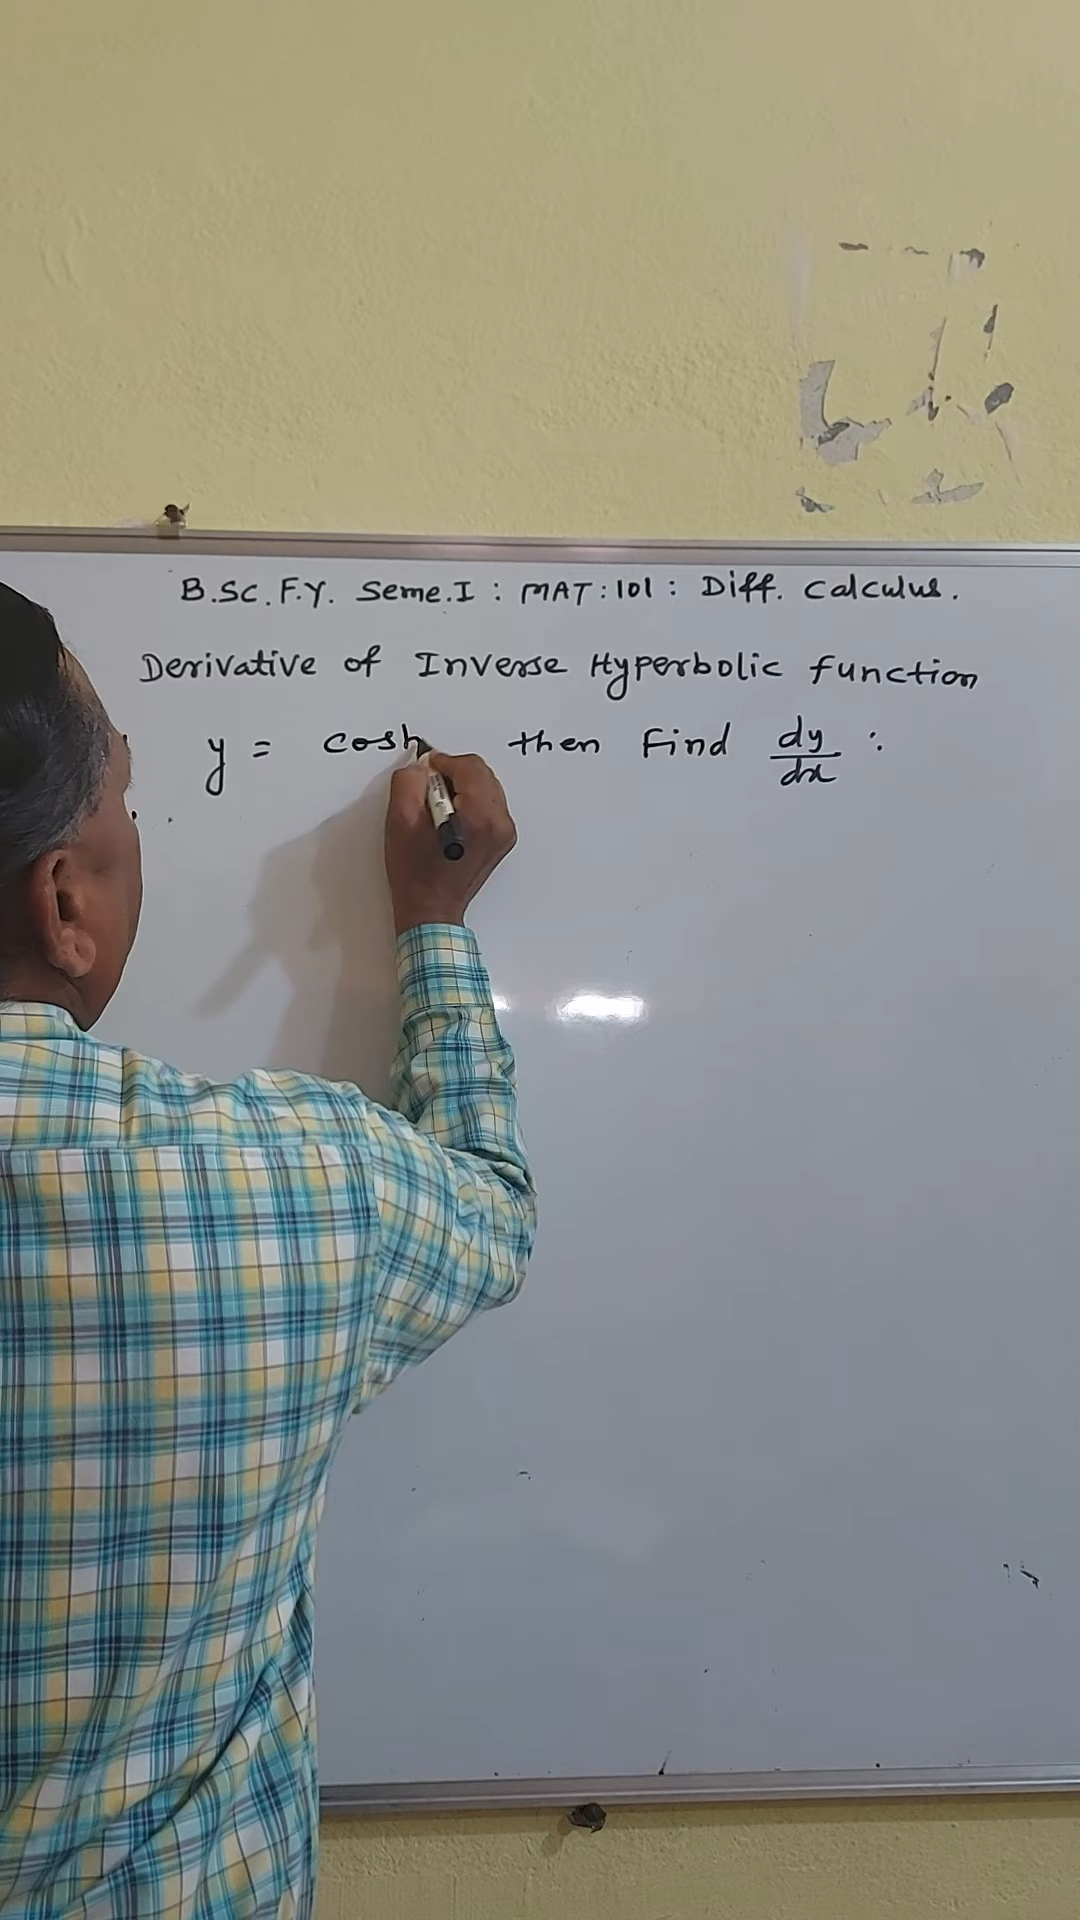 B.Sc. F.Y. Seme. I : MAT : 101 : Diff. Calculus.
Derivative of Inverse Hyperbolic function
y = cosh then Find dy/dx :